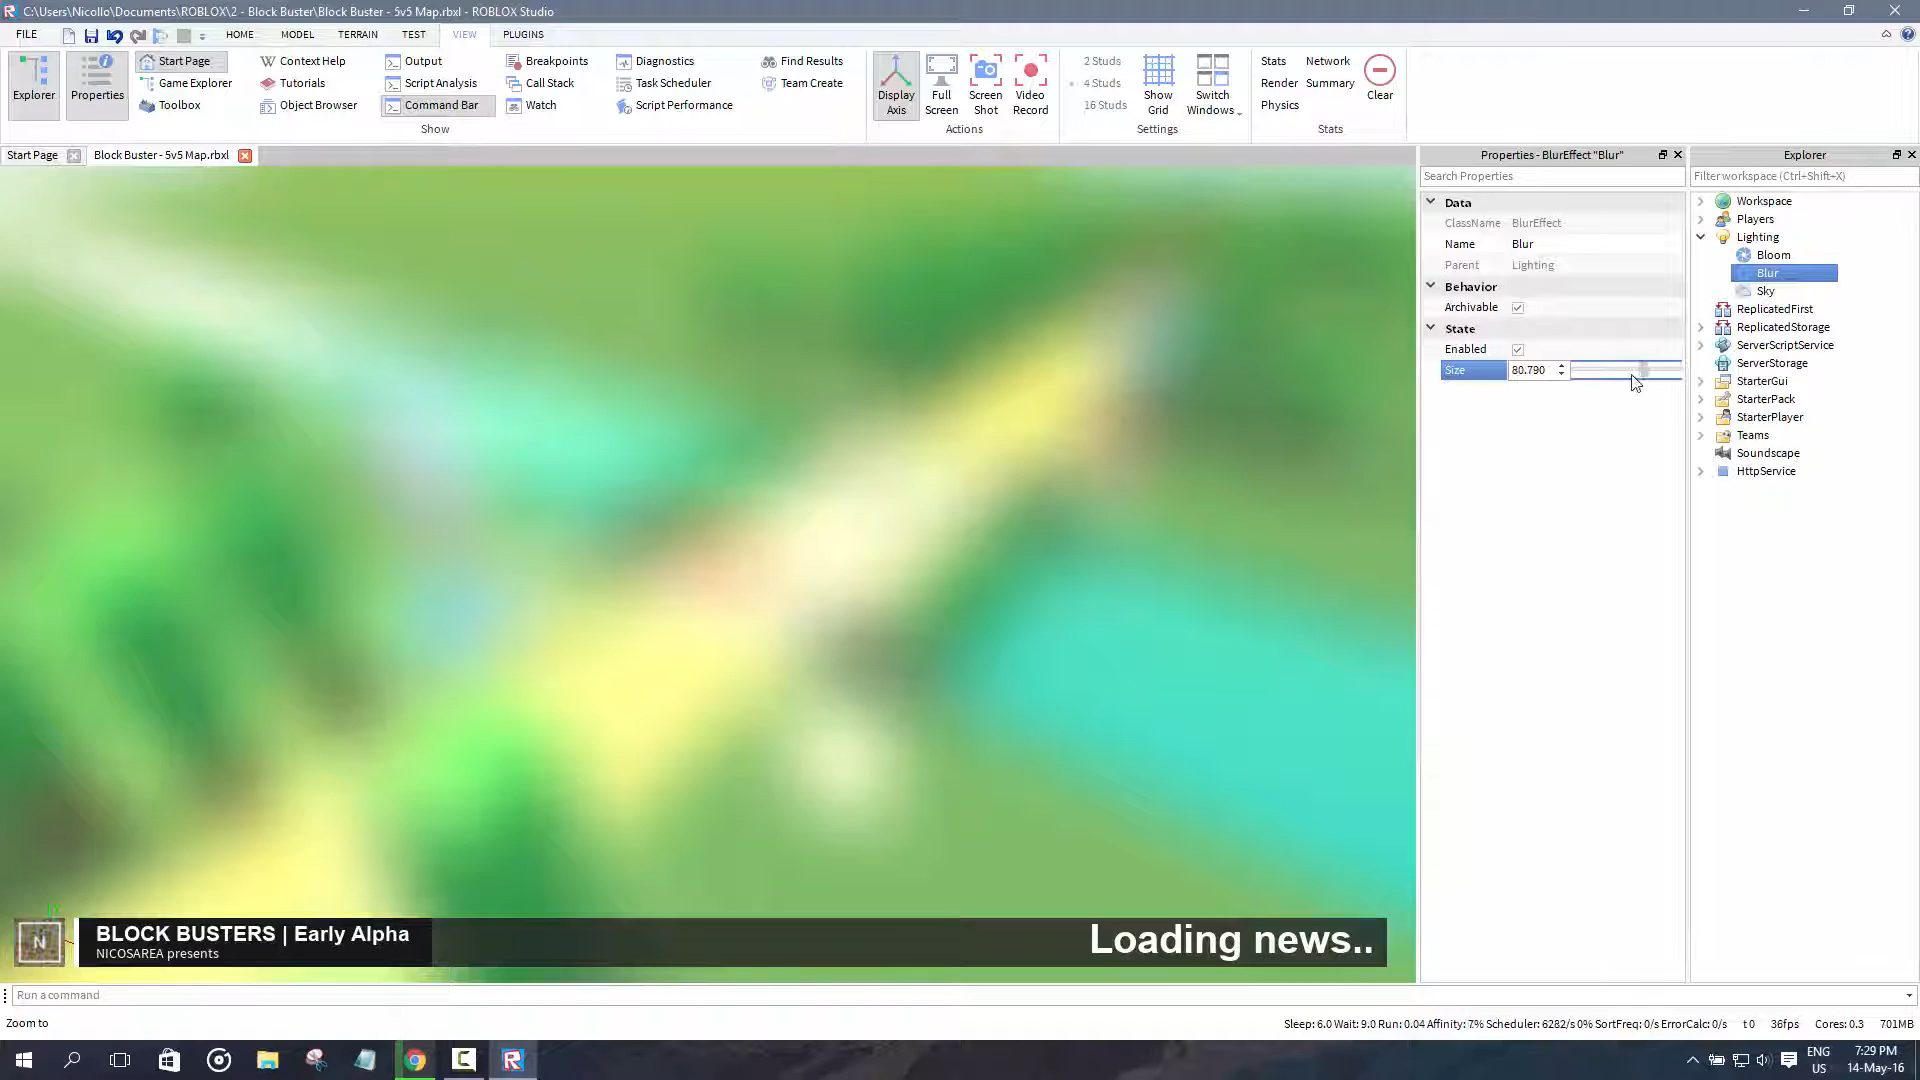 C:\Users\Nicollo\Documents\ROBLOX\2 - Block Buster\Block Buster - 5v5 Map.rbxl - ROBLOX Studio
FILE HOME MODEL TERRAIN TEST VIEW PLUGINS
Explorer
Properties
Start Page
Game Explorer
Toolbox
Context Help
Tutorials
Object Browser
Output
Script Analysis
Command Bar
Breakpoints
Call Stack
Watch
Diagnostics
Task Scheduler
Script Performance
Find Results
Team Create
Show
Display Axis
Full Screen
Screen Shot
Video Record
Actions
2 Studs
4 Studs
16 Studs
Show Grid
Switch Windows
Settings
Stats Network
Render Summary
Physics
Clear
Stats
Start Page
Block Buster - 5v5 Map.rbxl
Properties - BlurEffect "Blur"
Search Properties
Data
ClassName BlurEffect
Name Blur
Parent Lighting
Behavior
Archivable
State
Enabled
Size 80.790
Explorer
Filter workspace (Ctrl+Shift+X)
Workspace
Players
Lighting
Bloom
Blur
Sky
ReplicatedFirst
ReplicatedStorage
ServerScriptService
ServerStorage
StarterGui
StarterPack
StarterPlayer
Teams
Soundscape
HttpService
N
BLOCK BUSTERS | Early Alpha
NICOSAREA presents
Loading news..
Run a command
Zoom to
Sleep: 6.0 Wait: 9.0 Run: 0.04 Affinity: 7% Scheduler: 6282/s 0% SortFreq: 0/s ErrorCalc: 0/s t 0 36fps Cores: 0.3 701MB
ENG
US
7:29 PM
14-May-16